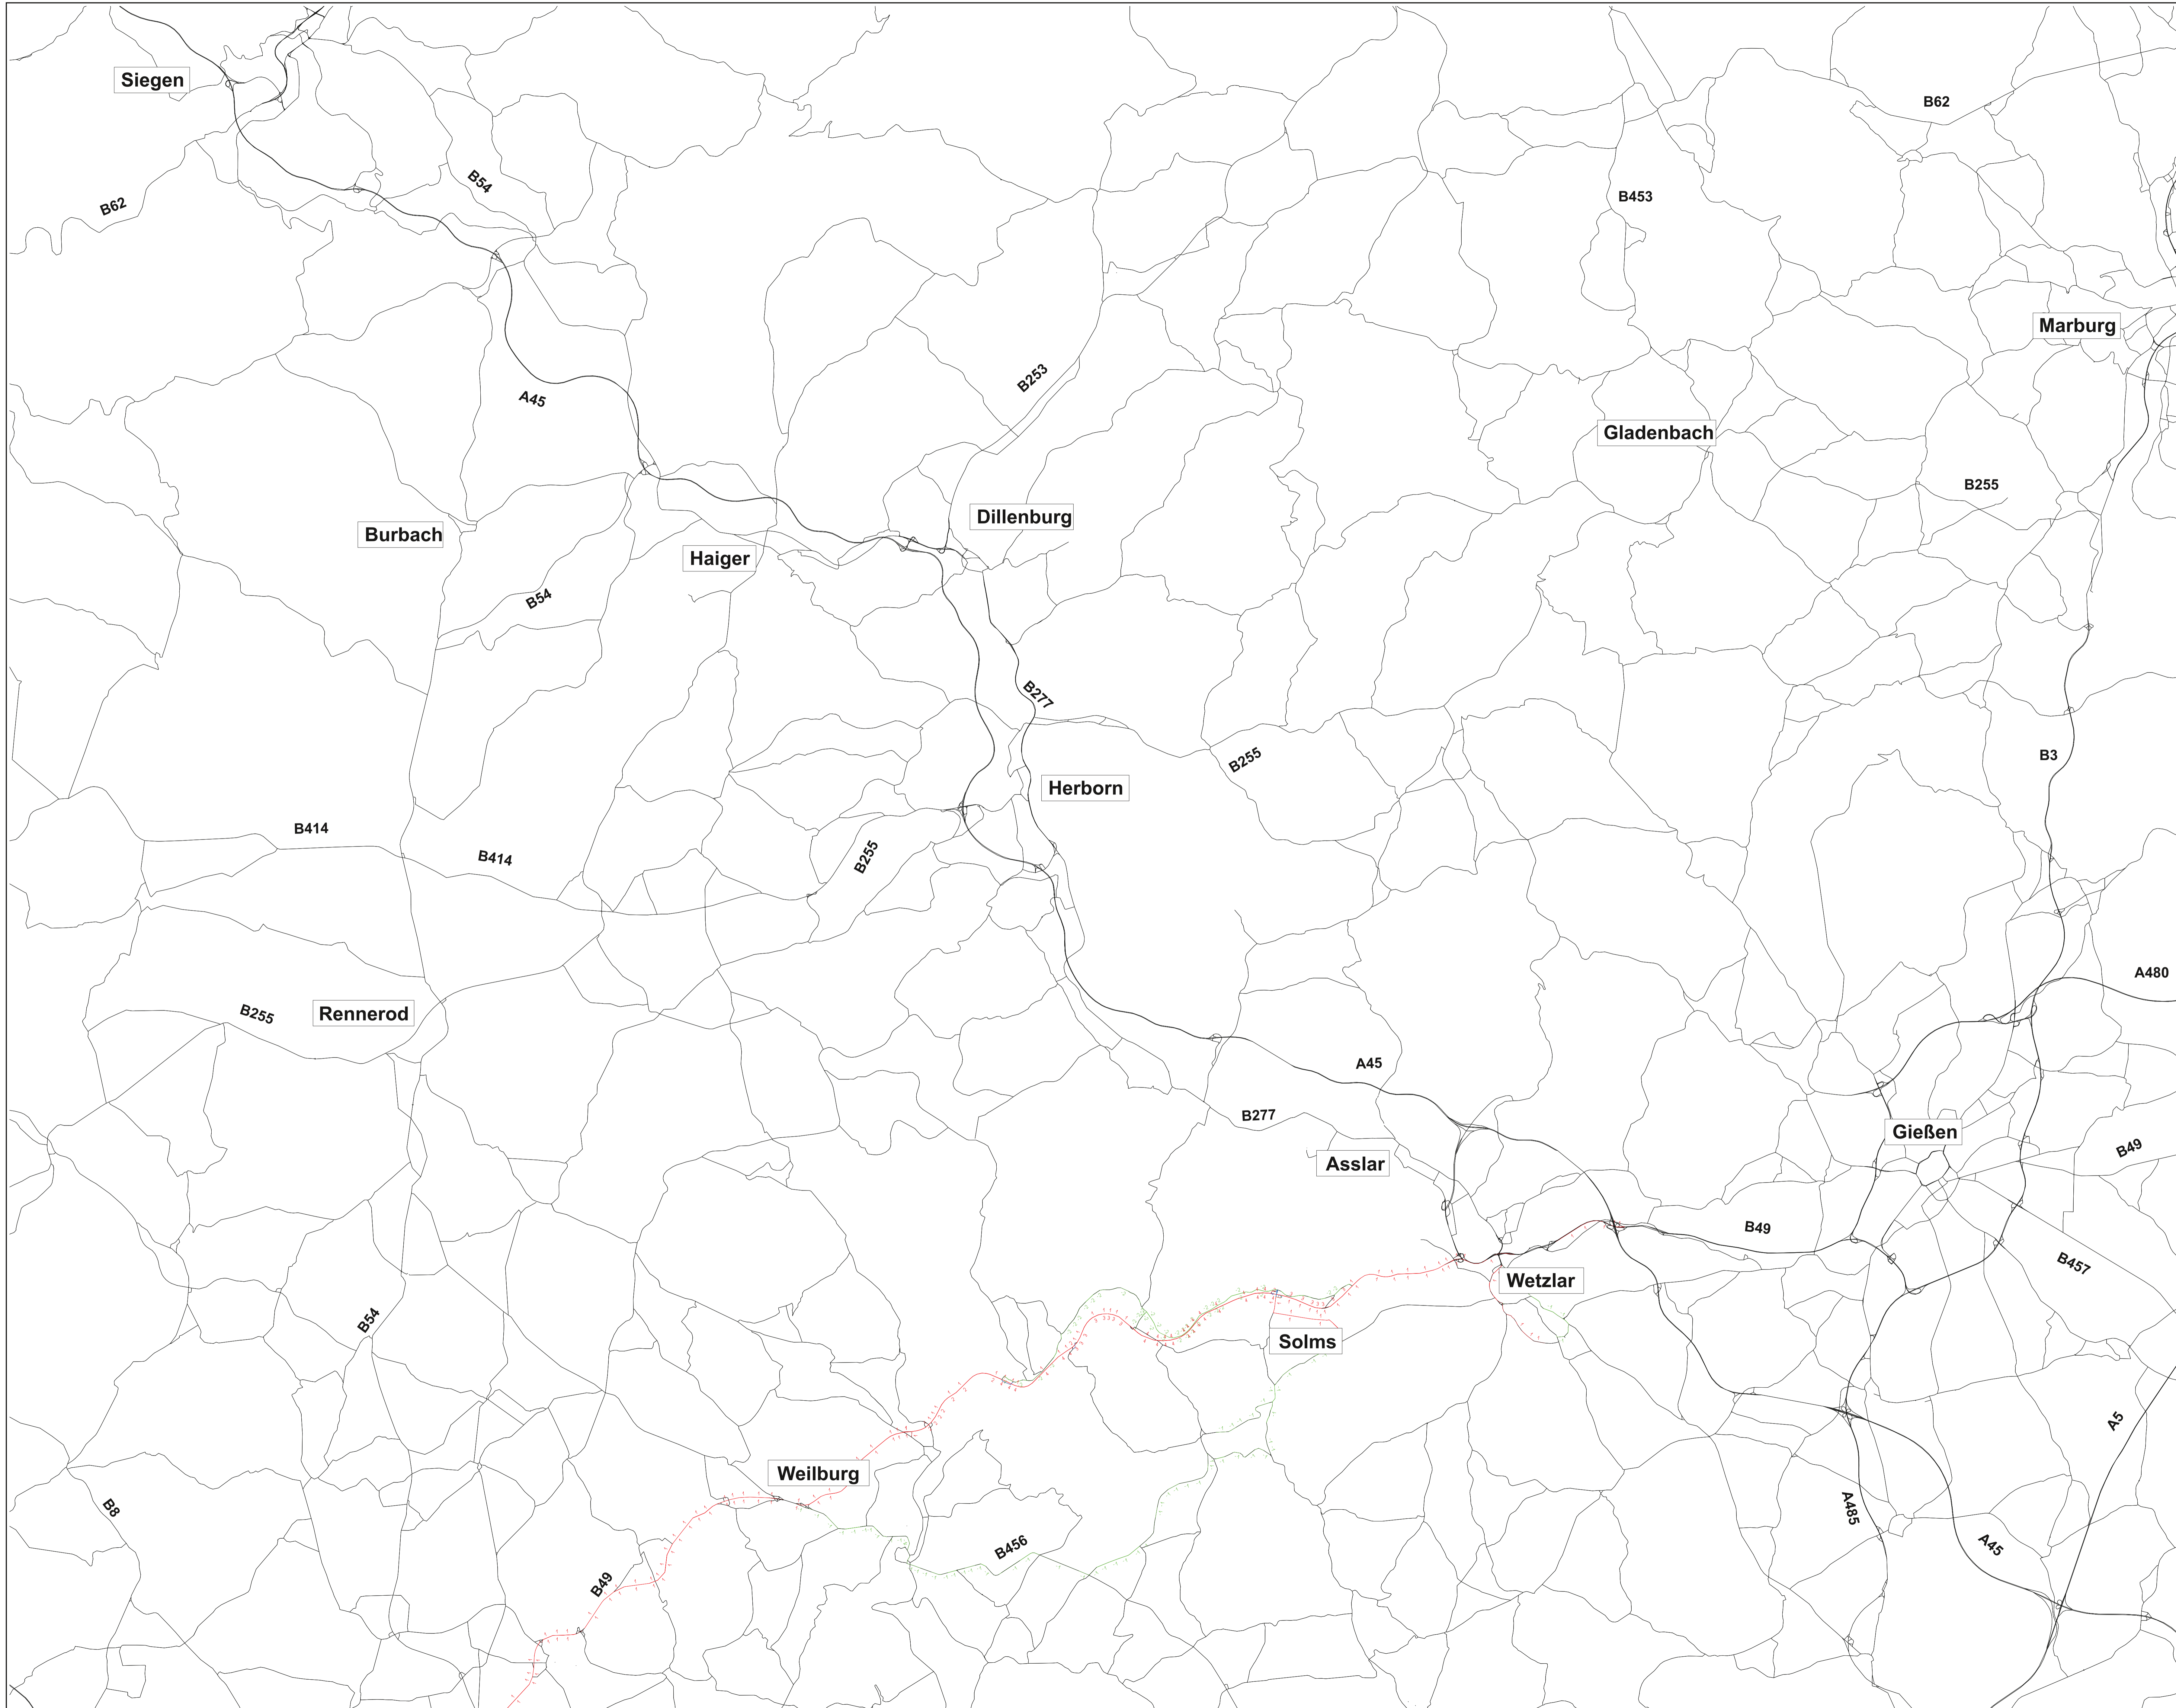 Siegen
B62
B54
B62
B453
Marburg
B253
A45
Gladenbach
B255
Dillenburg
Burbach
Haiger
B54
B277
B255
B3
Herborn
B414
B414
B255
A480
B255
Rennerod
A45
B277
Gießen
B49
Asslar
B49
B457
Wetzlar
B54
Solms
A5
Weilburg
B8
A485
B456
A45
B49